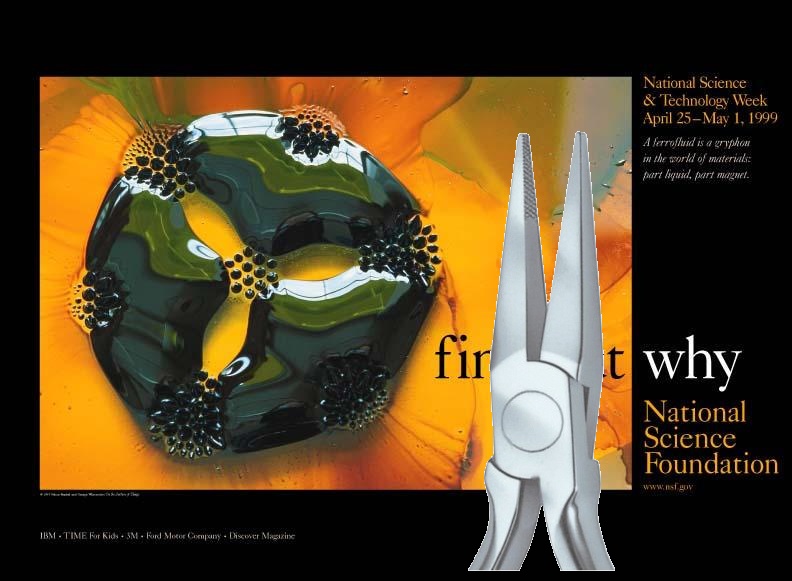 National Science
& Technology Week
April 25–May 1, 1999
A ferrofluid is a gryphon
in the world of materials:
part liquid, part magnet.
why
National
Science
Foundation
www.nsf.gov
IBM • TIME For Kids • 3M • Ford Motor Company • Discover Magazine